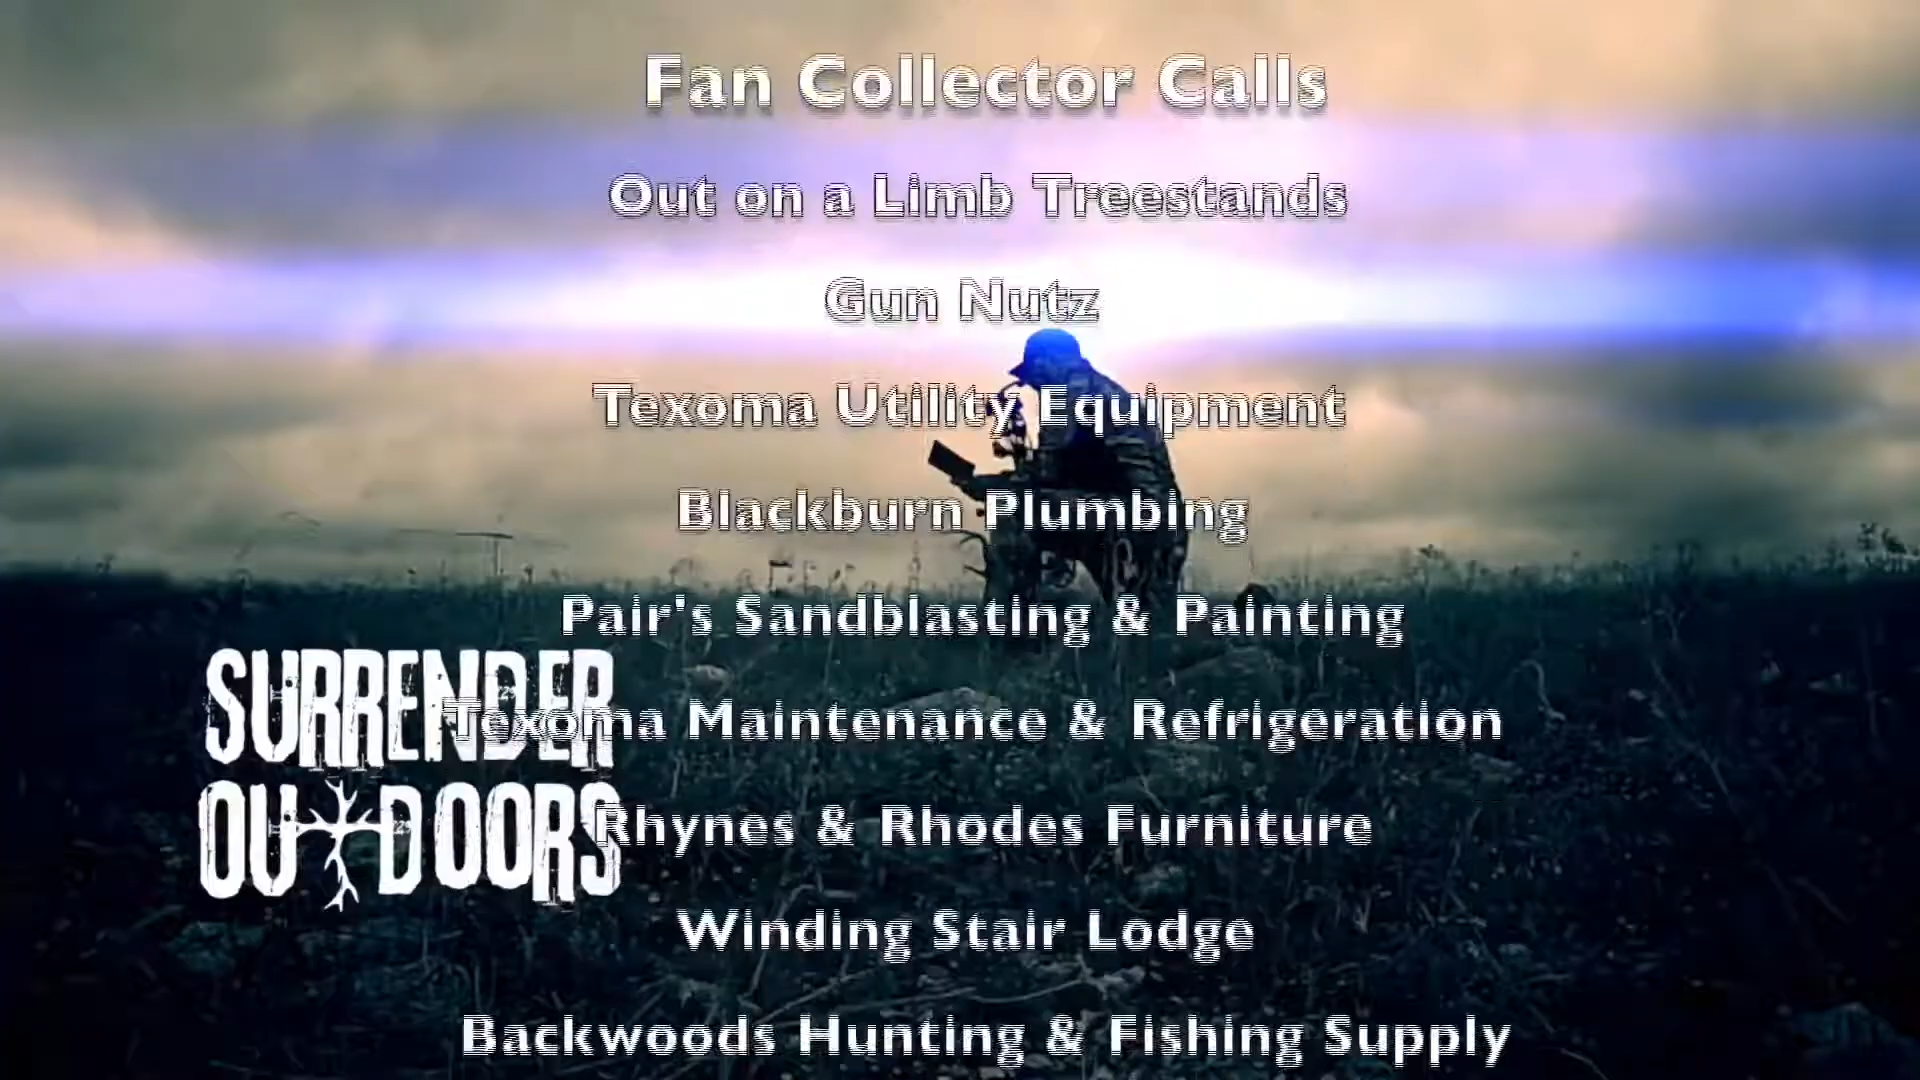 Fan Collector Calls
Out on a Limb Treestands
Gun Nutz
Texoma Utility Equipment
Blackburn Plumbing
Pair's Sandblasting & Painting
SURRENDER
Texoma Maintenance & Refrigeration
OUTDOORS
Rhynes & Rhodes Furniture
Winding Stair Lodge
Backwoods Hunting & Fishing Supply